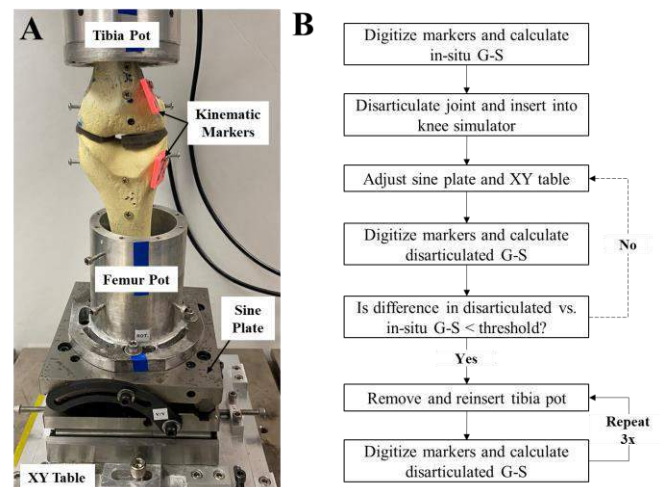 A
Tibia Pot
Kinematic
Markers
Femur Pot
Sine
Plate
ROT.
XY Table
B
Digitize markers and calculate
in-situ G-S
Disarticulate joint and insert into
knee simulator
Adjust sine plate and XY table
Digitize markers and calculate
disarticulated G-S
No
Is difference in disarticulated vs.
in-situ G-S < threshold?
Yes
Remove and reinsert tibia pot
Repeat
3x
Digitize markers and calculate
disarticulated G-S